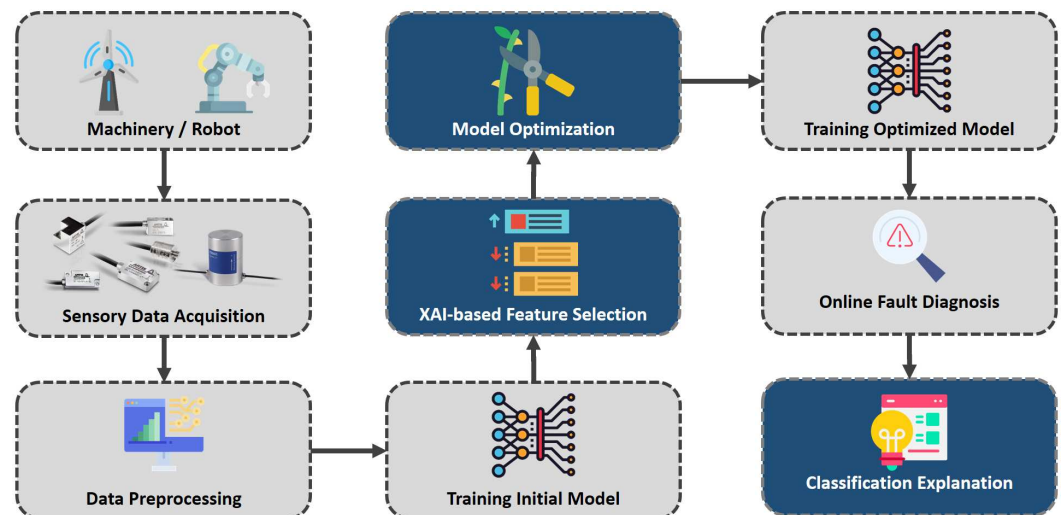 Machinery / Robot
Sensory Data Acquisition
Data Preprocessing
Training Initial Model
XAI-based Feature Selection
Model Optimization
Training Optimized Model
Online Fault Diagnosis
Classification Explanation